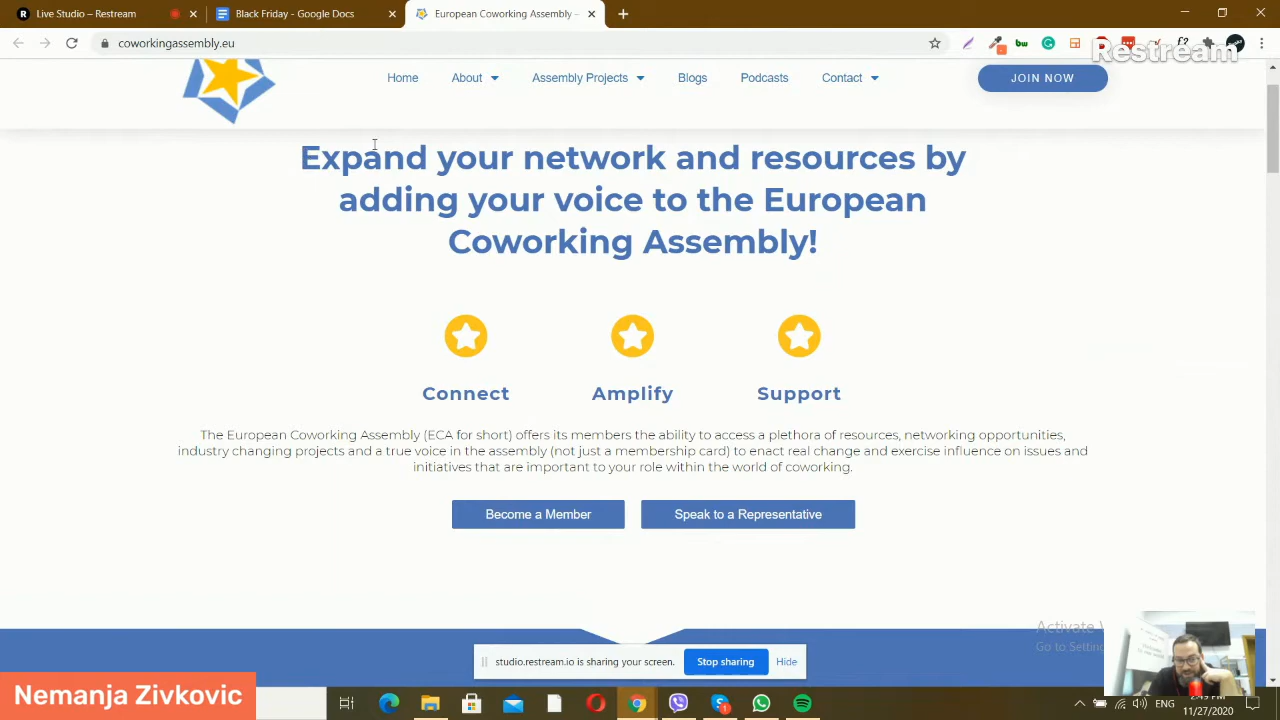 Live Studio – Restream
Black Friday - Google Docs
European Coworking Assembly –
coworkingassembly.eu
Restream
Home
About
Assembly Projects
Blogs
Podcasts
Contact
JOIN NOW
Expand your network and resources by
adding your voice to the European
Coworking Assembly!
Connect
Amplify
Support
The European Coworking Assembly (ECA for short) offers its members the ability to access a plethora of resources, networking opportunities,
industry changing projects and a true voice in the assembly (not just a membership card) to enact real change and exercise influence on issues and
initiatives that are important to your role within the world of coworking.
Become a Member
Speak to a Representative
Activate
Go to Setting
studio.restream.io is sharing your screen.
Stop sharing
Hide
Nemanja Zivkovic
ENG
11/27/2020